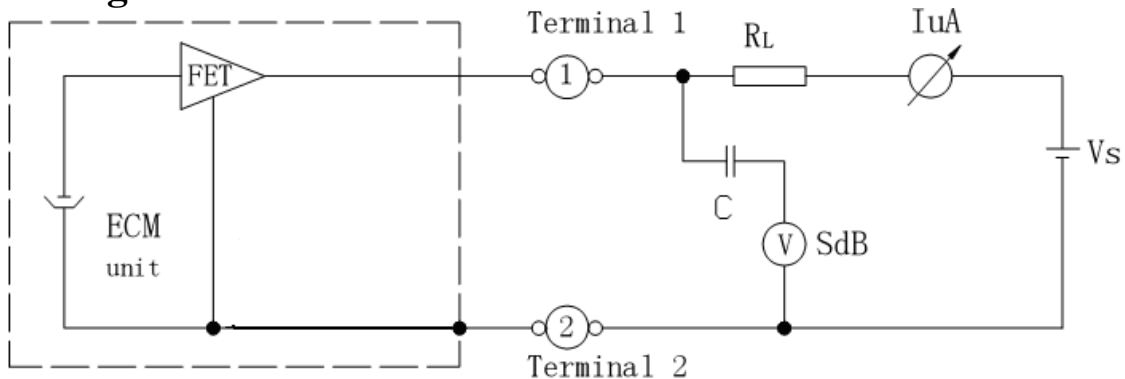 g
Terminal 1
RL
IuA
FET
1
Vs
C
ECM
unit
V
SdB
2
Terminal 2